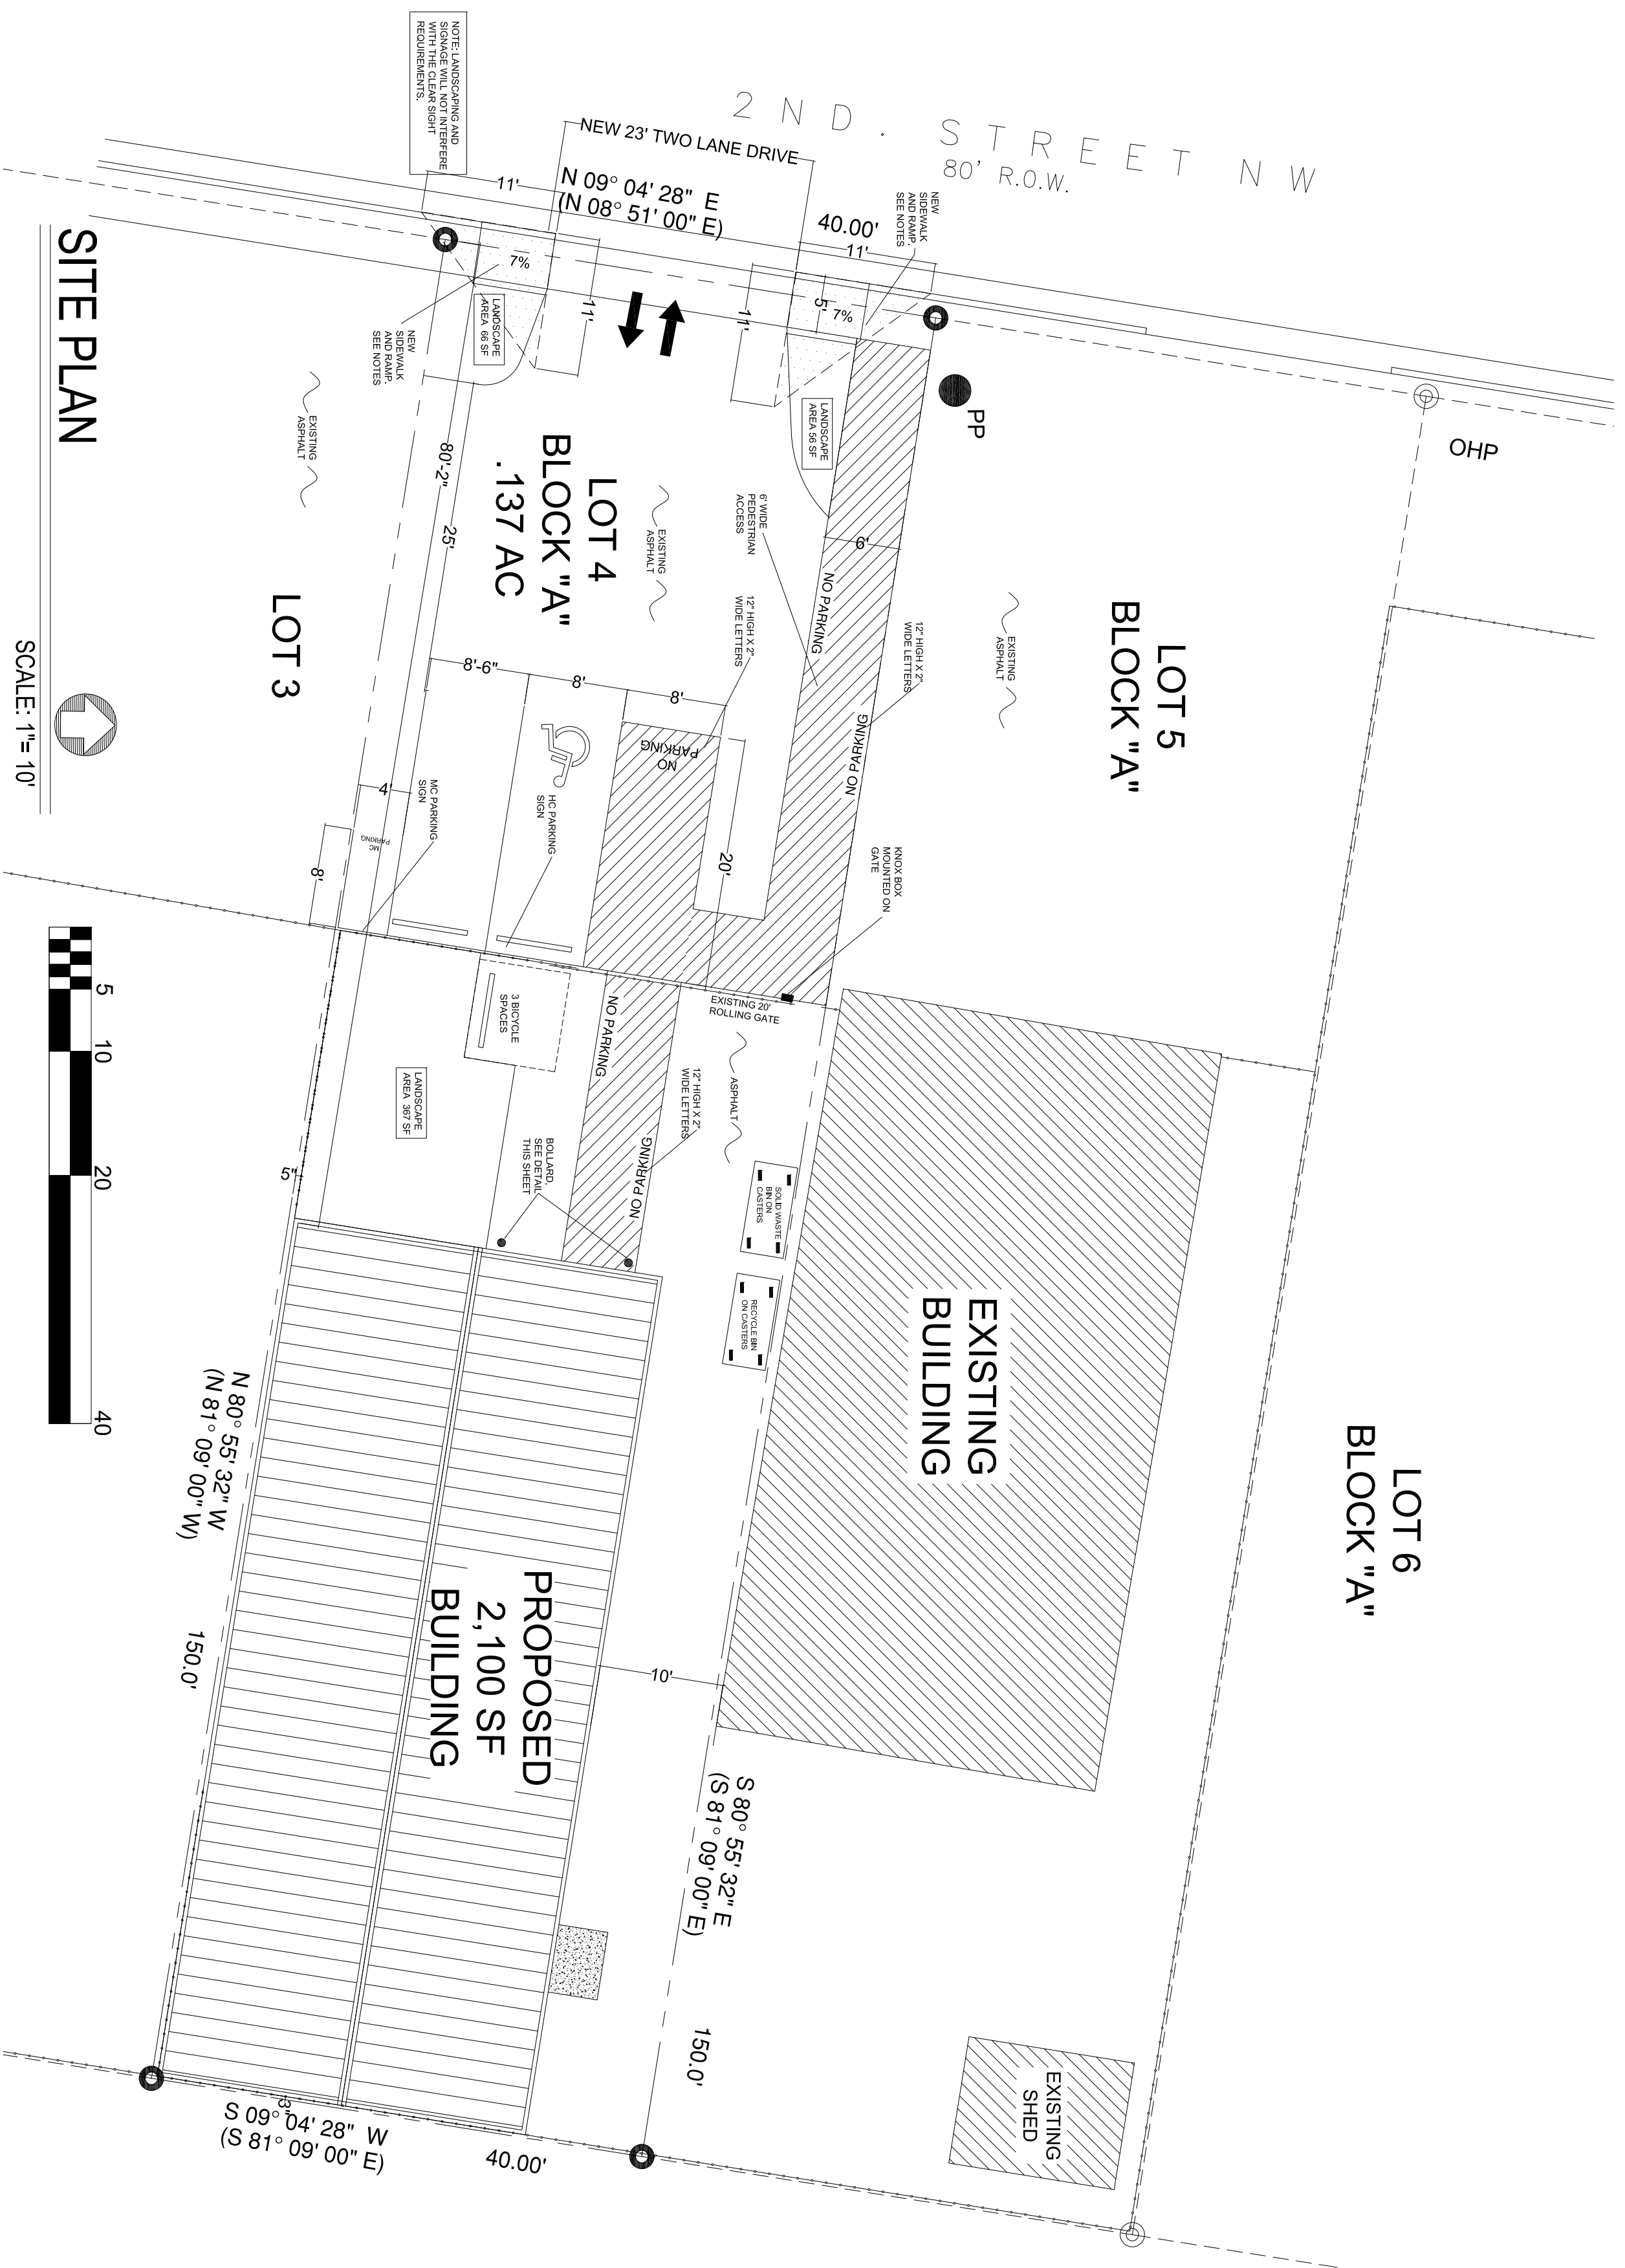 2 N D . S T R E E T N W
80' R.O.W.
NOTE: LANDSCAPING AND
SIGNAGE WILL NOT INTERFERE
WITH THE CLEAR SIGHT
REQUIREMENTS.
NEW 23' TWO LANE DRIVE
11'
N 09° 04' 28" E
(N 08° 51' 00" E)
40.00'
11'
NEW
SIDEWALK
AND RAMP.
SEE NOTES
7%
11'
11'
5'
7%
LANDSCAPE
AREA 66 SF
NEW
SIDEWALK
AND RAMP.
SEE NOTES
LANDSCAPE
AREA 56 SF
PP
OHP
EXISTING
ASPHALT
80'-2"
25'
LOT 4
BLOCK "A"
.137 AC
EXISTING
ASPHALT
6' WIDE
PEDESTRIAN
ACCESS
6'
NO PARKING
12" HIGH X 2"
WIDE LETTERS
12" HIGH X 2"
WIDE LETTERS
EXISTING
ASPHALT
LOT 5
BLOCK "A"
LOT 3
8'-6"
8'
8'
NO
PARKING
NO PARKING
20'
4'
MC
PARKING
MC PARKING
SIGN
HC PARKING
SIGN
8'
KNOX BOX
MOUNTED ON
GATE
EXISTING 20'
ROLLING GATE
3 BICYCLE
SPACES
NO PARKING
ASPHALT
12" HIGH X 2"
WIDE LETTERS
LANDSCAPE
AREA 367 SF
BOLLARD,
SEE DETAIL
THIS SHEET
NO PARKING
5"
SOLID WASTE
BIN ON
CASTERS
RECYCLE BIN
ON CASTERS
EXISTING
BUILDING
LOT 6
BLOCK "A"
PROPOSED
2,100 SF
BUILDING
10'
N 80° 55' 32" W
(N 81° 09' 00" W)
150.0'
S 80° 55' 32" E
(S 81° 09' 00" E)
150.0'
EXISTING
SHED
3"
S 09° 04' 28" W
(S 81° 09' 00" E)
40.00'
SITE PLAN
SCALE: 1"= 10'
5
10
20
40